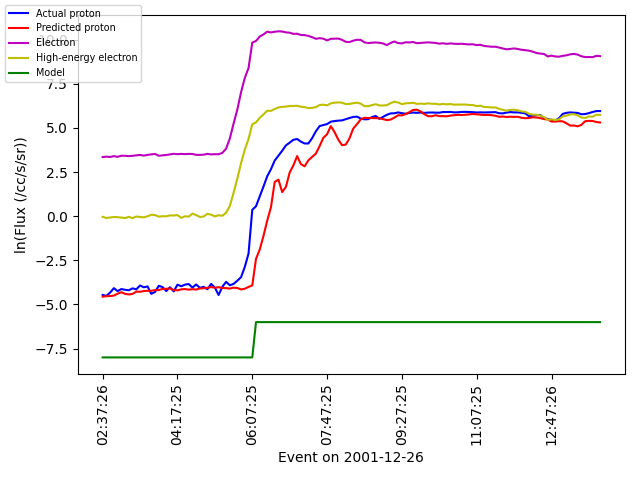 Actual proton
Predicted proton
Electron
High-energy electron
Model
10.0
7.5
5.0
2.5
0.0
−2.5
−5.0
−7.5
ln(Flux (/cc/s/sr))
02:37:26
04:17:25
06:07:25
07:47:25
09:27:25
11:07:25
12:47:26
Event on 2001-12-26